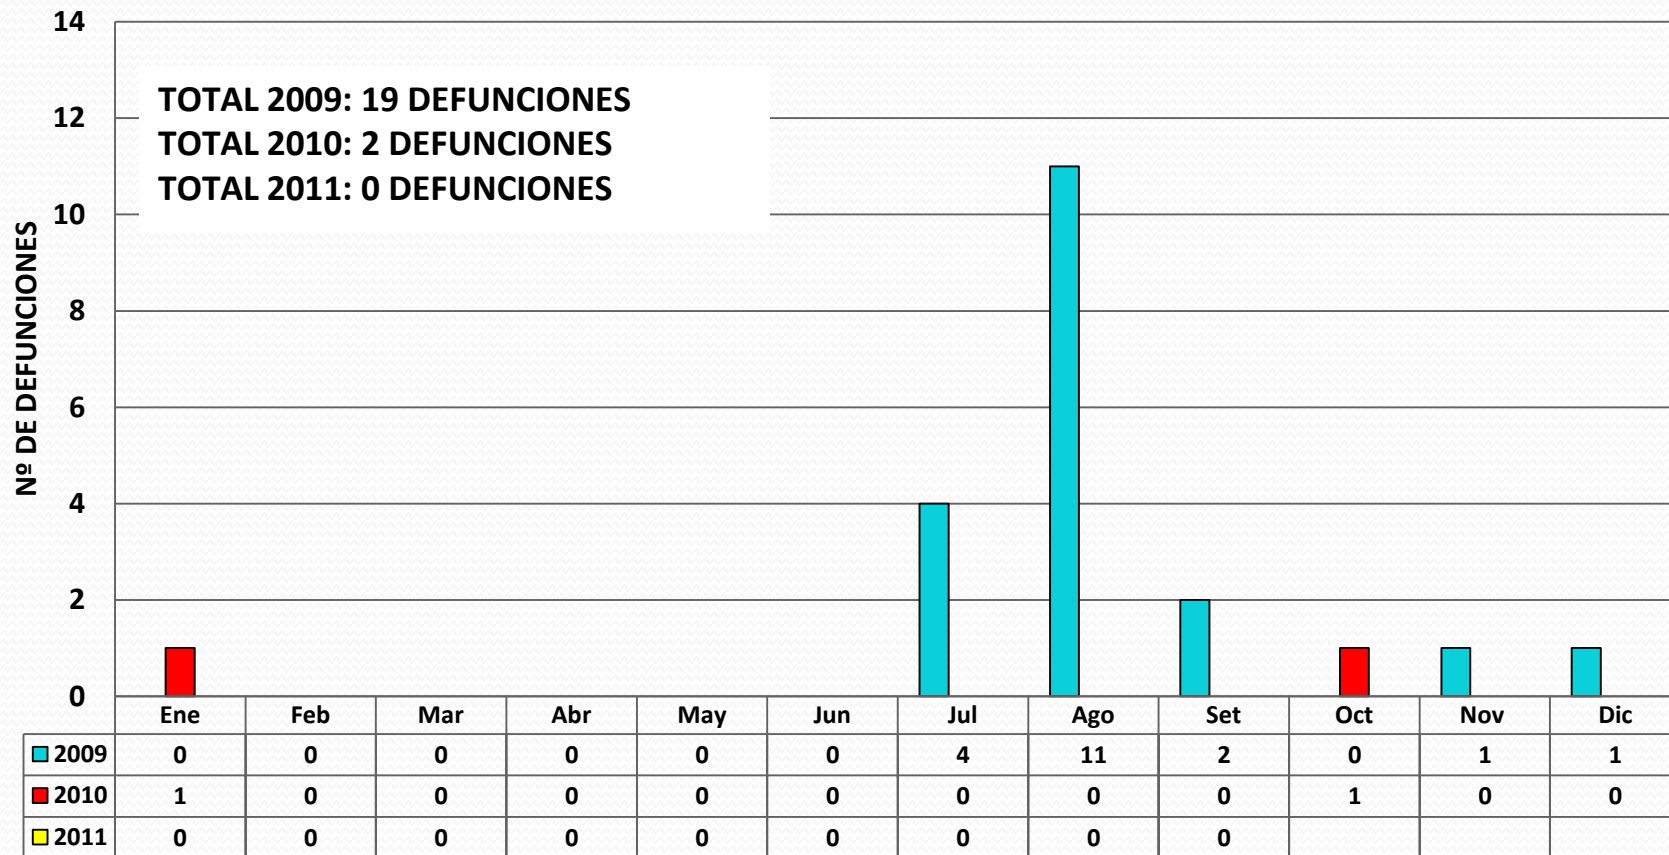 14
TOTAL 2009: 19 DEFUNCIONES
12
TOTAL 2010: 2 DEFUNCIONES
TOTAL 2011: 0 DEFUNCIONES
10
Nº DE DEFUNCIONES
8
6
4
2
0
Ene Feb Mar Abr May Jun Jul Ago Set Oct Nov Dic
2009 0 0 0 0 0 0 4 11 2 0 1 1
2010 1 0 0 0 0 0 0 0 0 1 0 0
2011 0 0 0 0 0 0 0 0 0